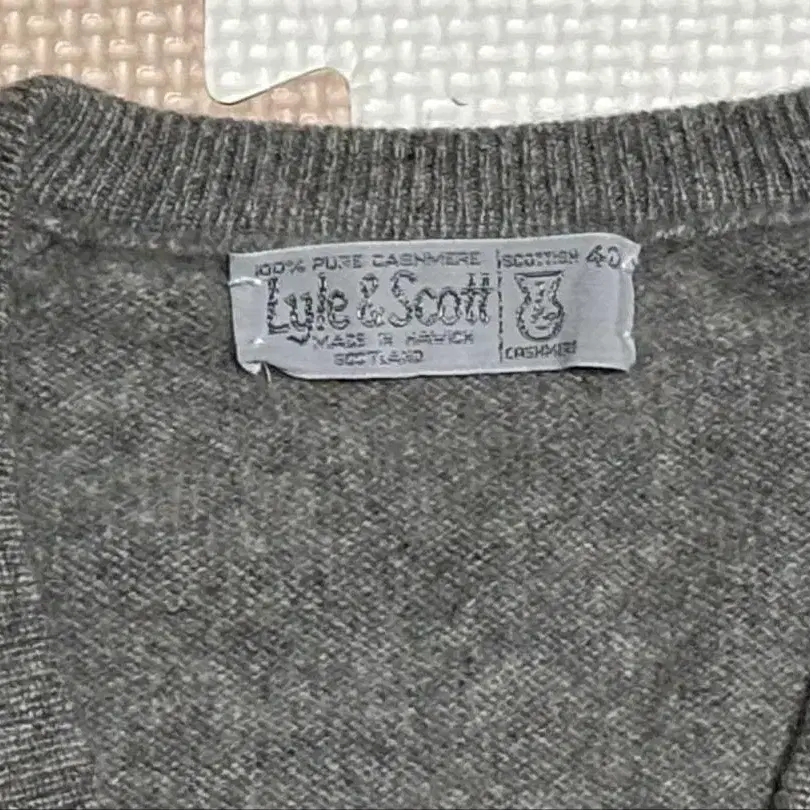 100% PURE CASHMERE
Lyle & Scott
MADE IN HAWICK
SCOTLAND
SCOTTISH 40
CASHMERE